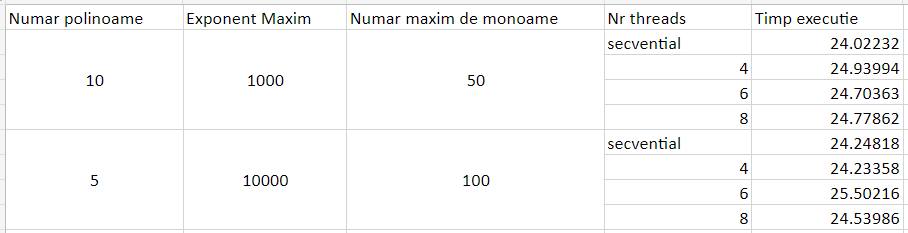 Numar polinoame Exponent Maxim Numar maxim de monoame Nr threads Timp executie
10 1000 50 secvential 24.02232
4 24.93994
6 24.70363
8 24.77862
5 10000 100 secvential 24.24818
4 24.23358
6 25.50216
8 24.53986